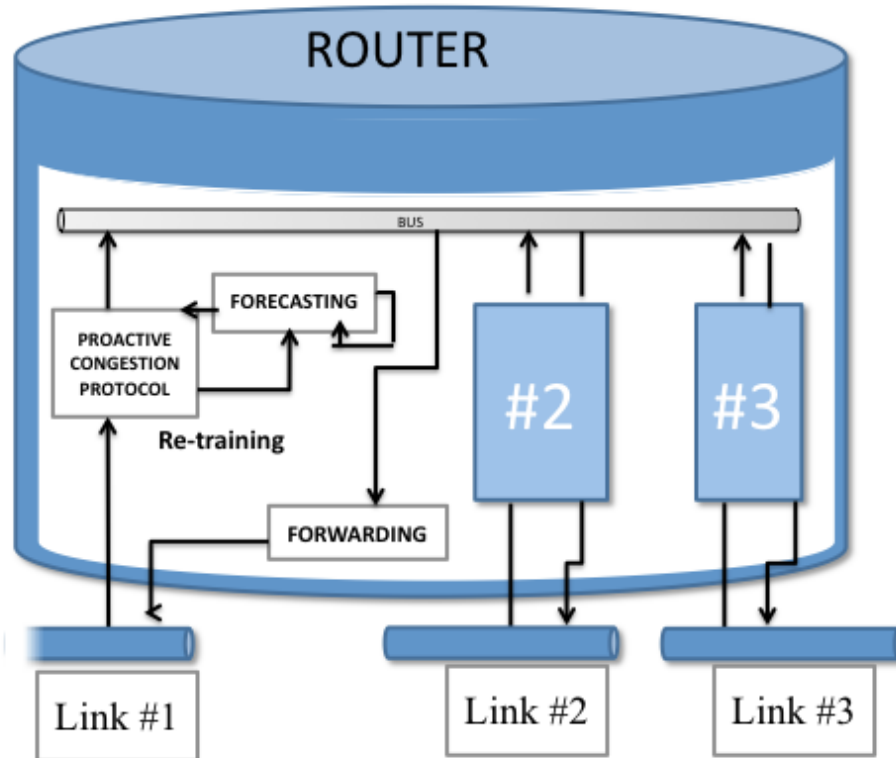 ROUTER
BUS
FORECASTING
PROACTIVE
CONGESTION
PROTOCOL
#2
#3
Re-training
FORWARDING
Link #1
Link #2
Link #3